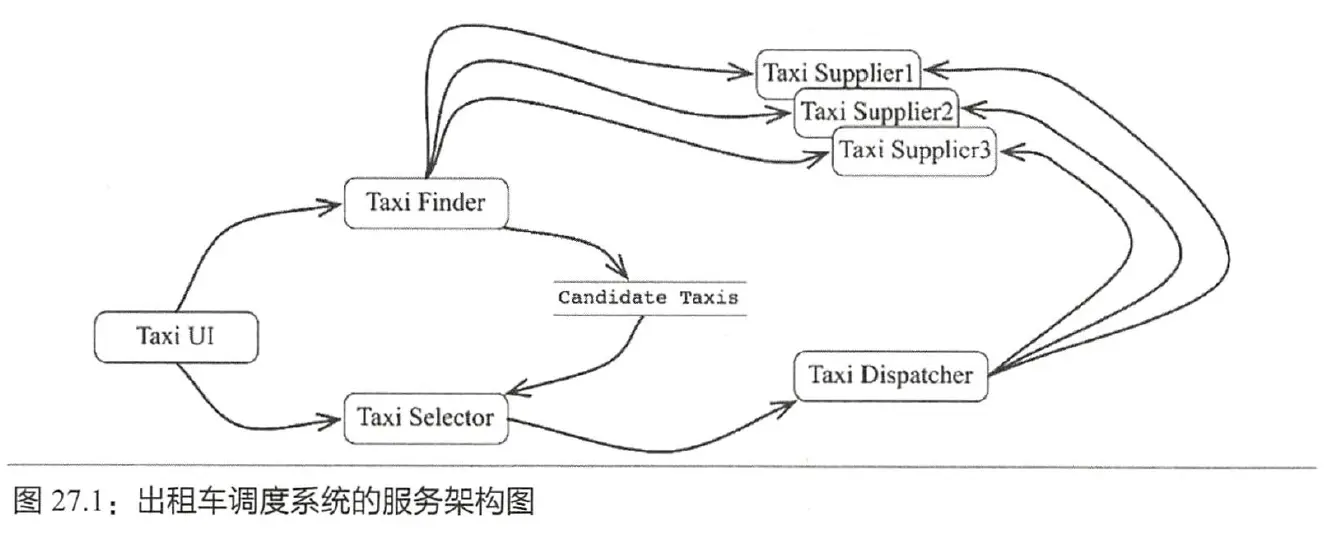 Taxi Supplier1
Taxi Supplier2
Taxi Supplier3
Taxi Finder
Candidate Taxis
Taxi UI
Taxi Dispatcher
Taxi Selector
图 27.1：出租车调度系统的服务架构图